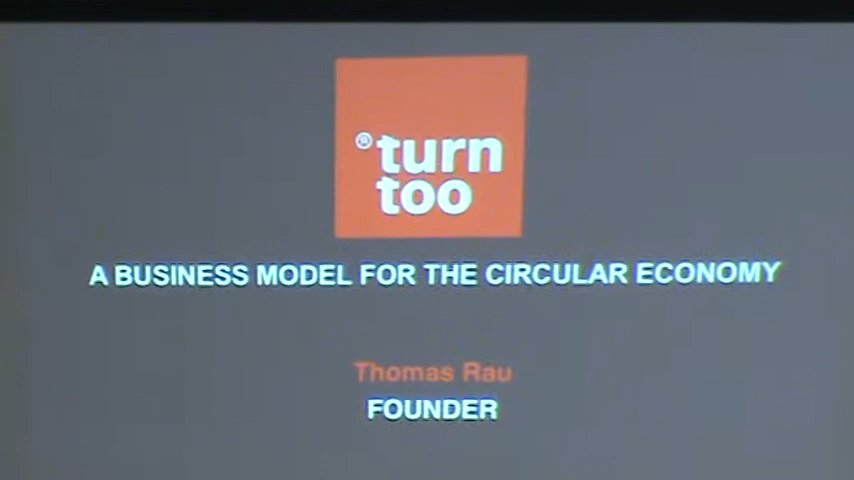 ® turn
too
A BUSINESS MODEL FOR THE CIRCULAR ECONOMY
Thomas Rau
FOUNDER